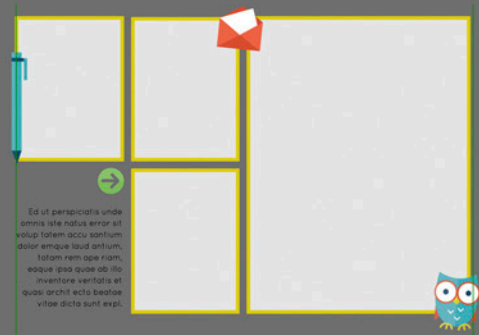 Ed ut perspiciatis unde
omnis iste natus error sit
volup tatem accu santium
dolor emque laud antium,
totam rem ape riam,
eaque ipsa quae ab illo
inventore veritatis et
quasi archit ecto beatae
vitae dicta sunt expl.